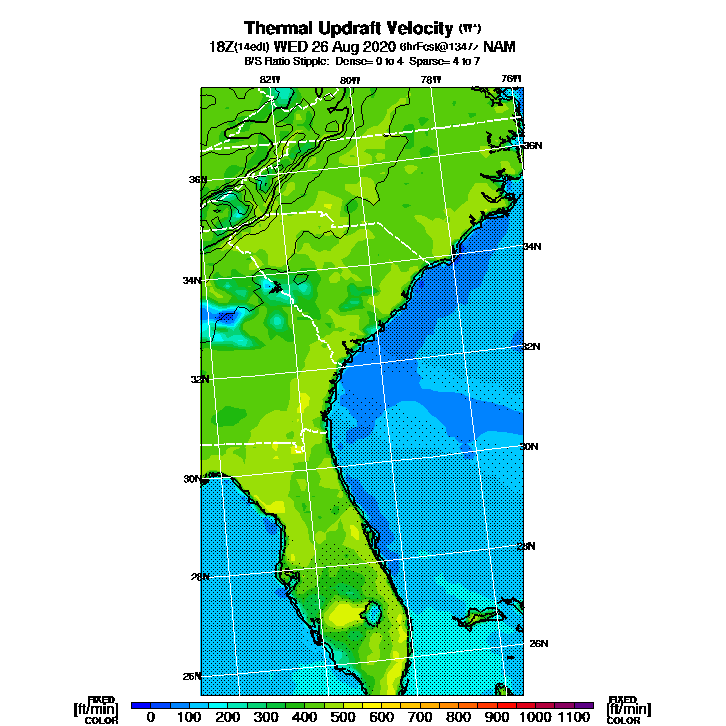 Thermal Updraft Velocity (W*)
18Z(14edt) WED 26 Aug 2020 6hrFcst@1347z NAM
B/S Ratio Stipple: Dense= 0 to 4 Sparse= 4 to 7
82W 80W 78W 76W
36N
36N
34N
34N
32N
32N
30N
30N
28N
28N
26N
26N
FIXED FIXED
[ft/min] 0 100 200 300 400 500 600 700 800 900 1000 1100 [ft/min]
COLOR COLOR